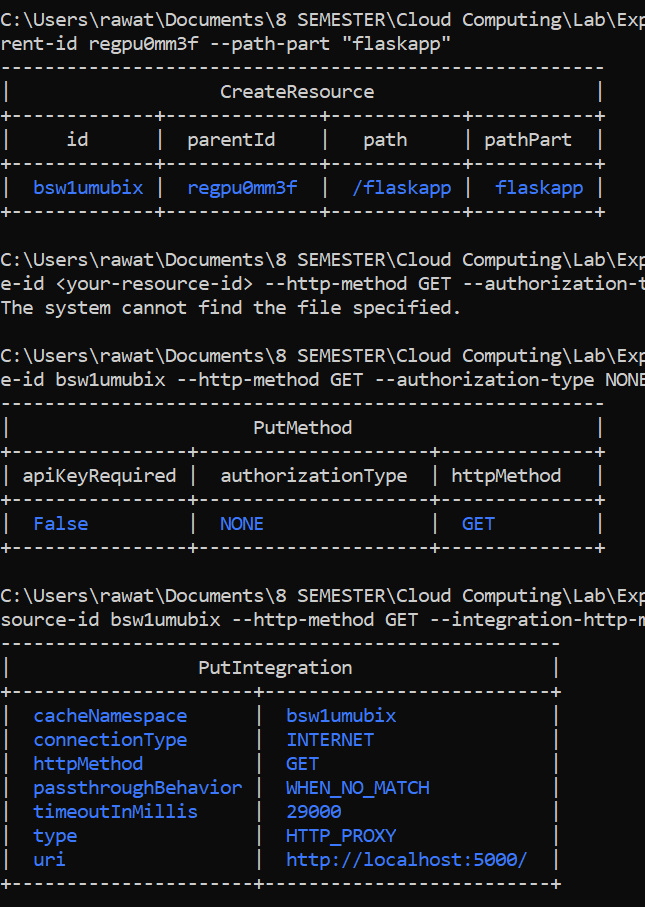 C:\Users\rawat\Documents\8 SEMESTER\Cloud Computing\Lab\Exp
rent-id regpu0mm3f --path-part "flaskapp"
-------------------------------------------------------
|                   CreateResource                    |
+-------------+--------------+------------+-----------+
|     id      |  parentId    |   path     | pathPart  |
+-------------+--------------+------------+-----------+
|  bsw1umubix |  regpu0mm3f  |  /flaskapp |  flaskapp |
+-------------+--------------+------------+-----------+
C:\Users\rawat\Documents\8 SEMESTER\Cloud Computing\Lab\Exp
e-id <your-resource-id> --http-method GET --authorization-t
The system cannot find the file specified.
C:\Users\rawat\Documents\8 SEMESTER\Cloud Computing\Lab\Exp
e-id bsw1umubix --http-method GET --authorization-type NONE
-------------------------------------------------------
|                      PutMethod                      |
+----------------+---------------------+--------------+
| apiKeyRequired |  authorizationType  | httpMethod   |
+----------------+---------------------+--------------+
|  False         |  NONE               |  GET         |
+----------------+---------------------+--------------+
C:\Users\rawat\Documents\8 SEMESTER\Cloud Computing\Lab\Exp
source-id bsw1umubix --http-method GET --integration-http-m
---------------------------------------------------
|                 PutIntegration                  |
+----------------------+--------------------------+
|  cacheNamespace      |  bsw1umubix              |
|  connectionType      |  INTERNET                |
|  httpMethod          |  GET                     |
|  passthroughBehavior |  WHEN_NO_MATCH           |
|  timeoutInMillis     |  29000                   |
|  type                |  HTTP_PROXY              |
|  uri                 |  http://localhost:5000/  |
+----------------------+--------------------------+